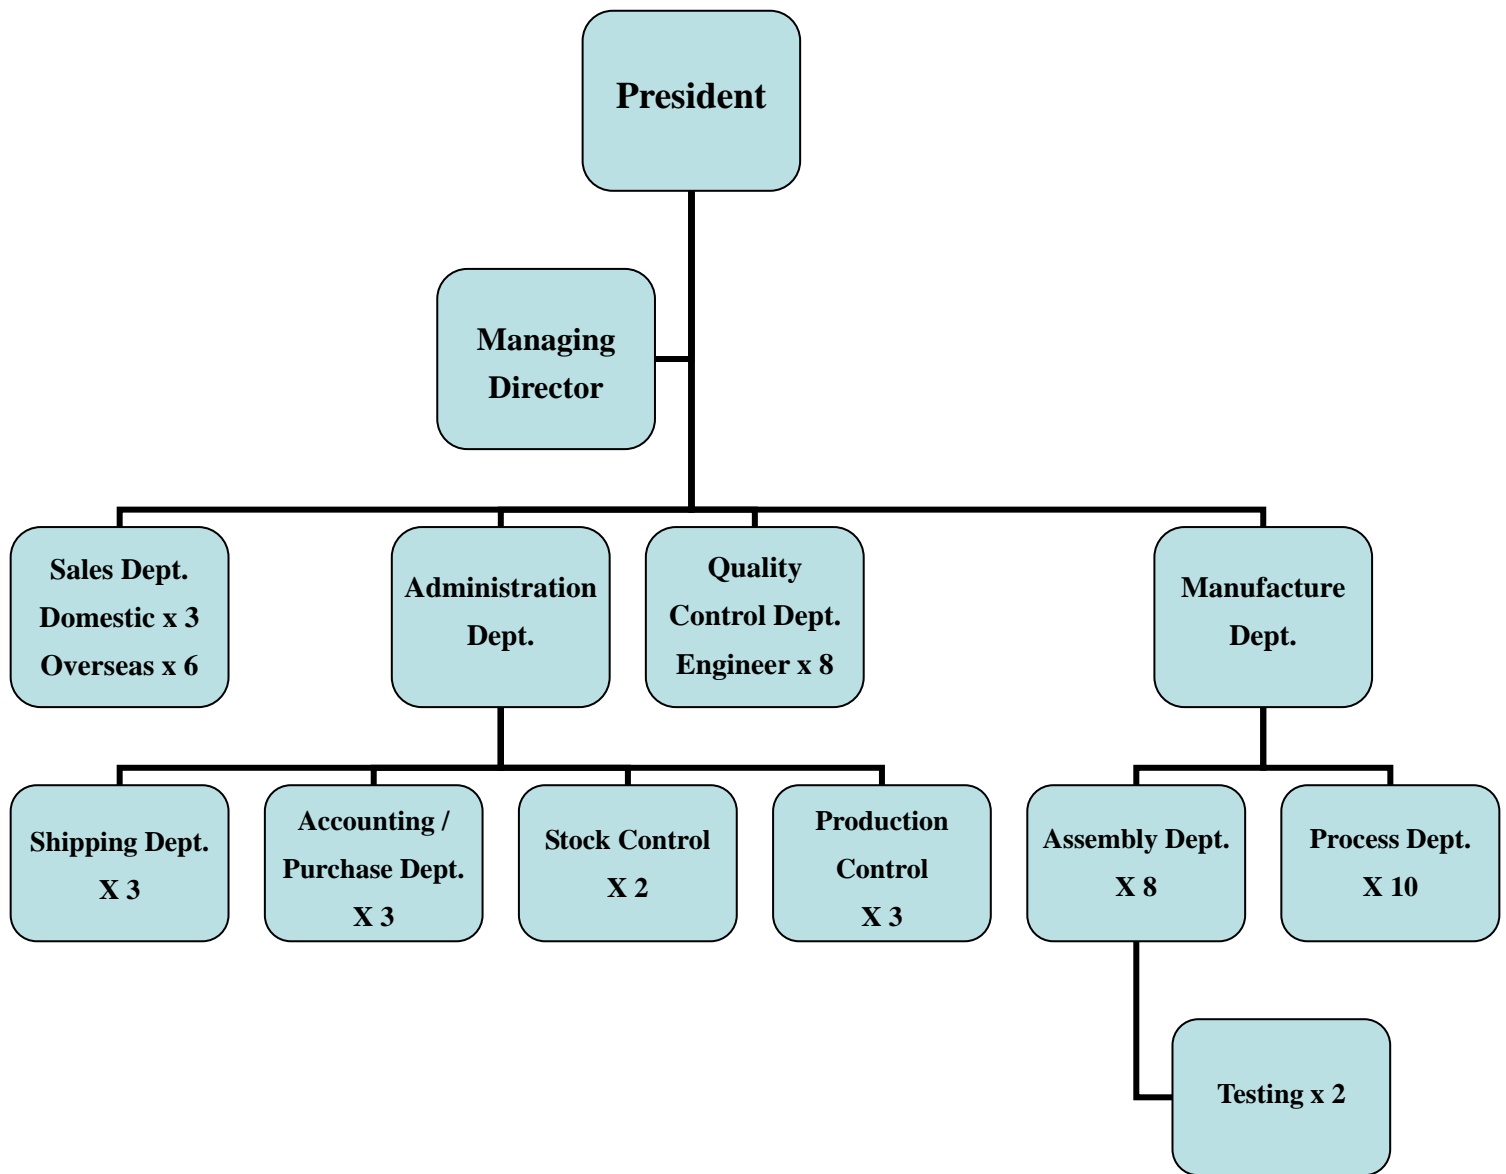 President
Managing
Director
Sales Dept.
Domestic x 3
Overseas x 6
Administration
Dept.
Quality
Control Dept.
Engineer x 8
Manufacture
Dept.
Shipping Dept.
X 3
Accounting /
Purchase Dept.
X 3
Stock Control
X 2
Production
Control
X 3
Assembly Dept.
X 8
Process Dept.
X 10
Testing x 2